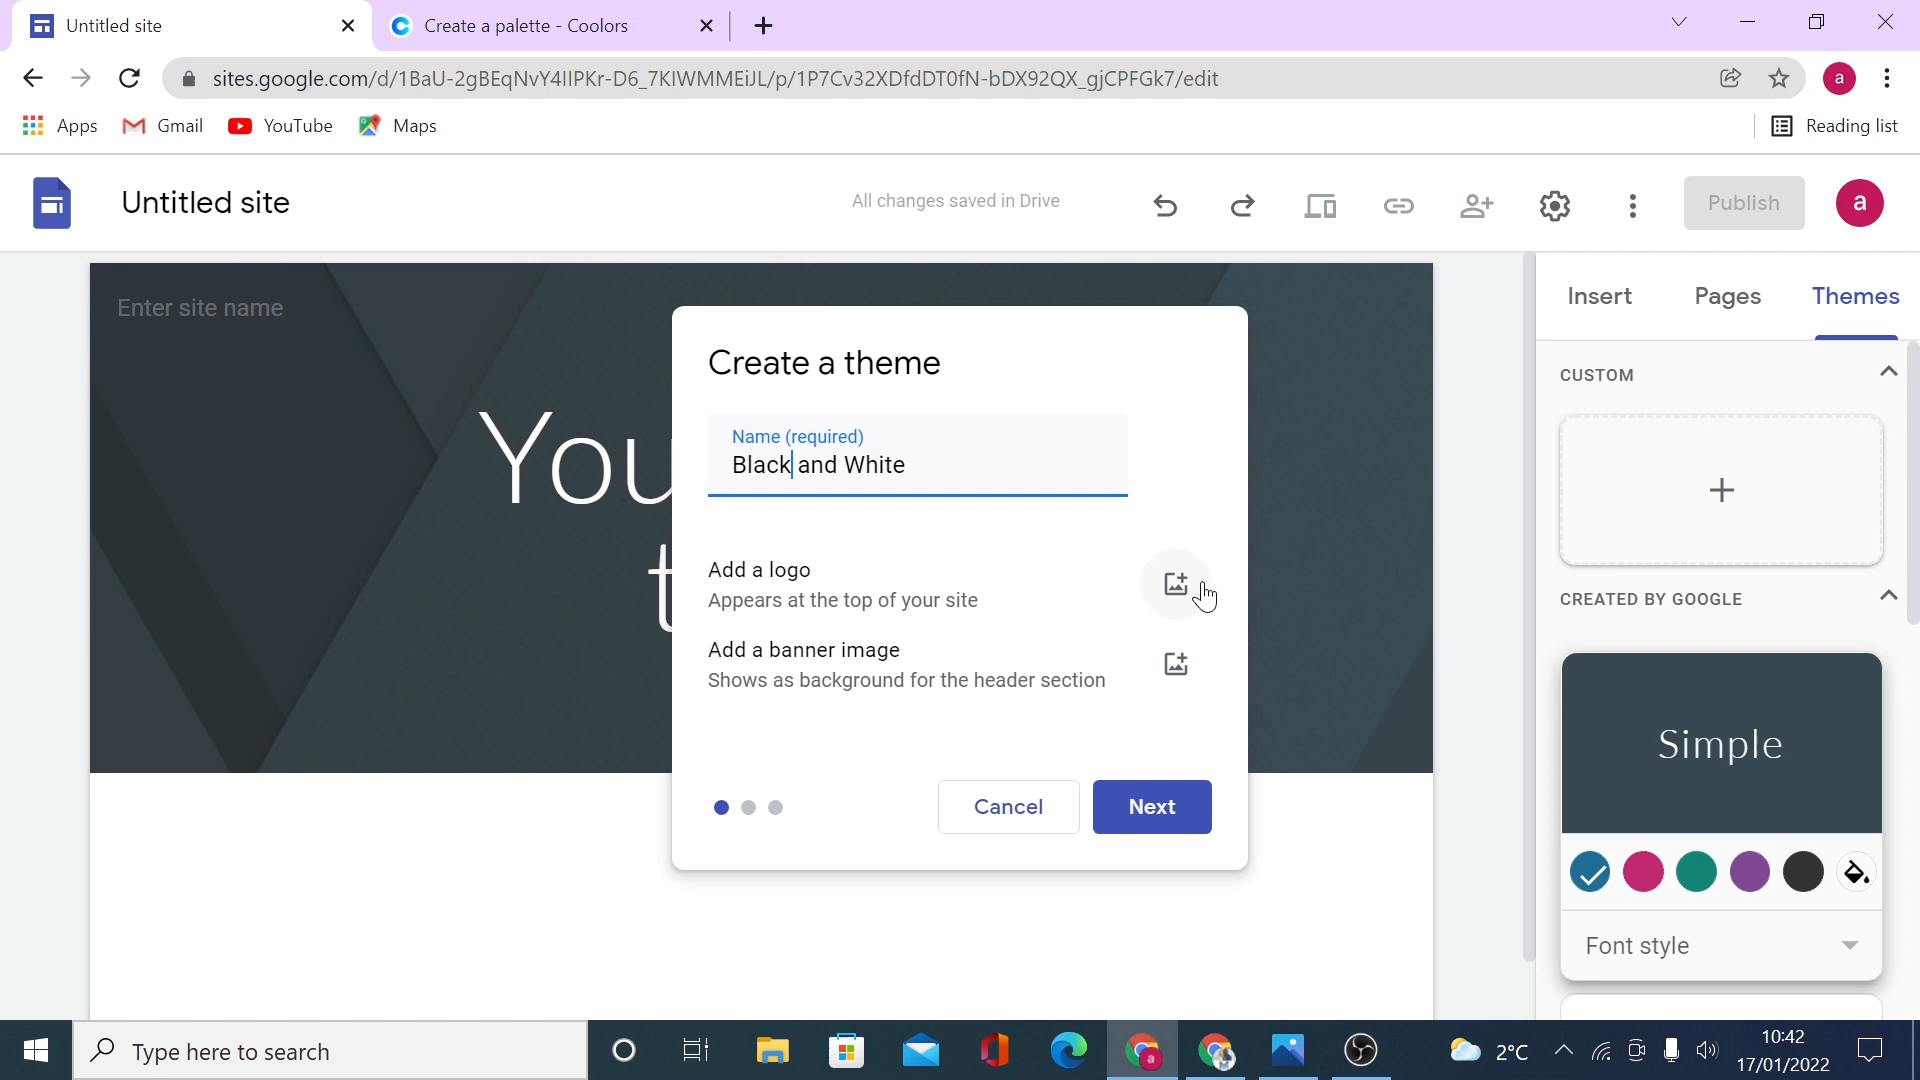 Untitled site
Create a palette - Coolors
sites.google.com/d/1BaU-2gBEqNvY4IIPKr-D6_7KIWMMEiJL/p/1P7Cv32XDfdDT0fN-bDX92QX_gjCPFGk7/edit
a
Apps
Gmail
YouTube
Maps
Reading list
Untitled site
All changes saved in Drive
Publish
a
Enter site name
You
t
Create a theme
Name (required)
Black and White
Add a logo
Appears at the top of your site
Add a banner image
Shows as background for the header section
Cancel
Next
Insert
Pages
Themes
CUSTOM
CREATED BY GOOGLE
Simple
Font style
Type here to search
2°C
10:42
17/01/2022